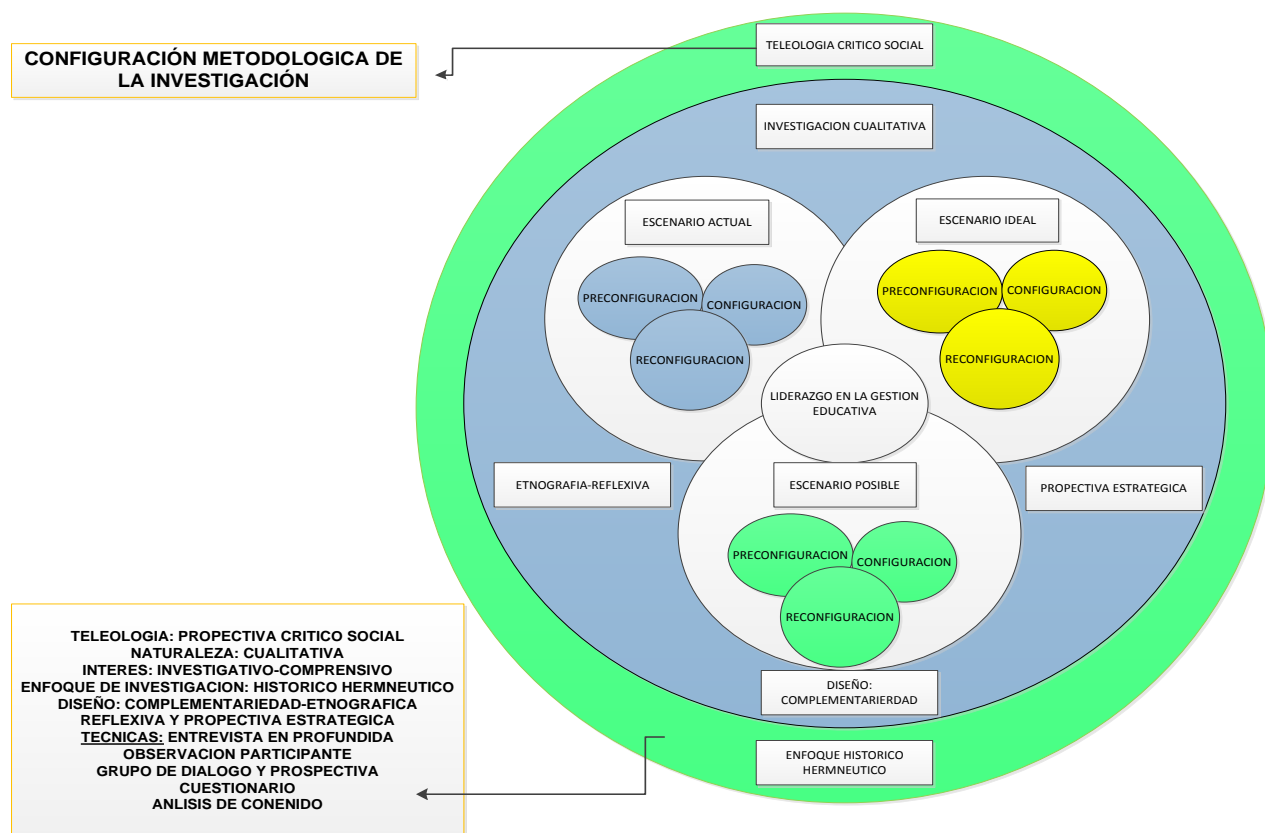 CONFIGURACIÓN METODOLOGICA DE
LA INVESTIGACIÓN
TELEOLOGIA CRITICO SOCIAL
INVESTIGACION CUALITATIVA
ESCENARIO ACTUAL
PRECONFIGURACION
CONFIGURACION
RECONFIGURACION
ESCENARIO IDEAL
PRECONFIGURACION
CONFIGURACION
RECONFIGURACION
LIDERAZGO EN LA GESTION
EDUCATIVA
ETNOGRAFIA-REFLEXIVA
ESCENARIO POSIBLE
PROPECTIVA ESTRATEGICA
PRECONFIGURACION
CONFIGURACION
RECONFIGURACION
DISEÑO:
COMPLEMENTARIERDAD
ENFOQUE HISTÓRICO
HERMNEUTICO
TELEOLOGIA: PROPECTIVA CRITICO SOCIAL
NATURALEZA: CUALITATIVA
INTERES: INVESTIGATIVO-COMPRENSIVO
ENFOQUE DE INVESTIGACION: HISTORICO HERMNEUTICO
DISEÑO: COMPLEMENTARIEDAD-ETNOGRAFICA
REFLEXIVA Y PROPECTIVA ESTRATEGICA
TECNICAS: ENTREVISTA EN PROFUNDIDA
OBSERVACION PARTICIPANTE
GRUPO DE DIALOGO Y PROSPECTIVA
CUESTIONARIO
ANLISIS DE CONENIDO